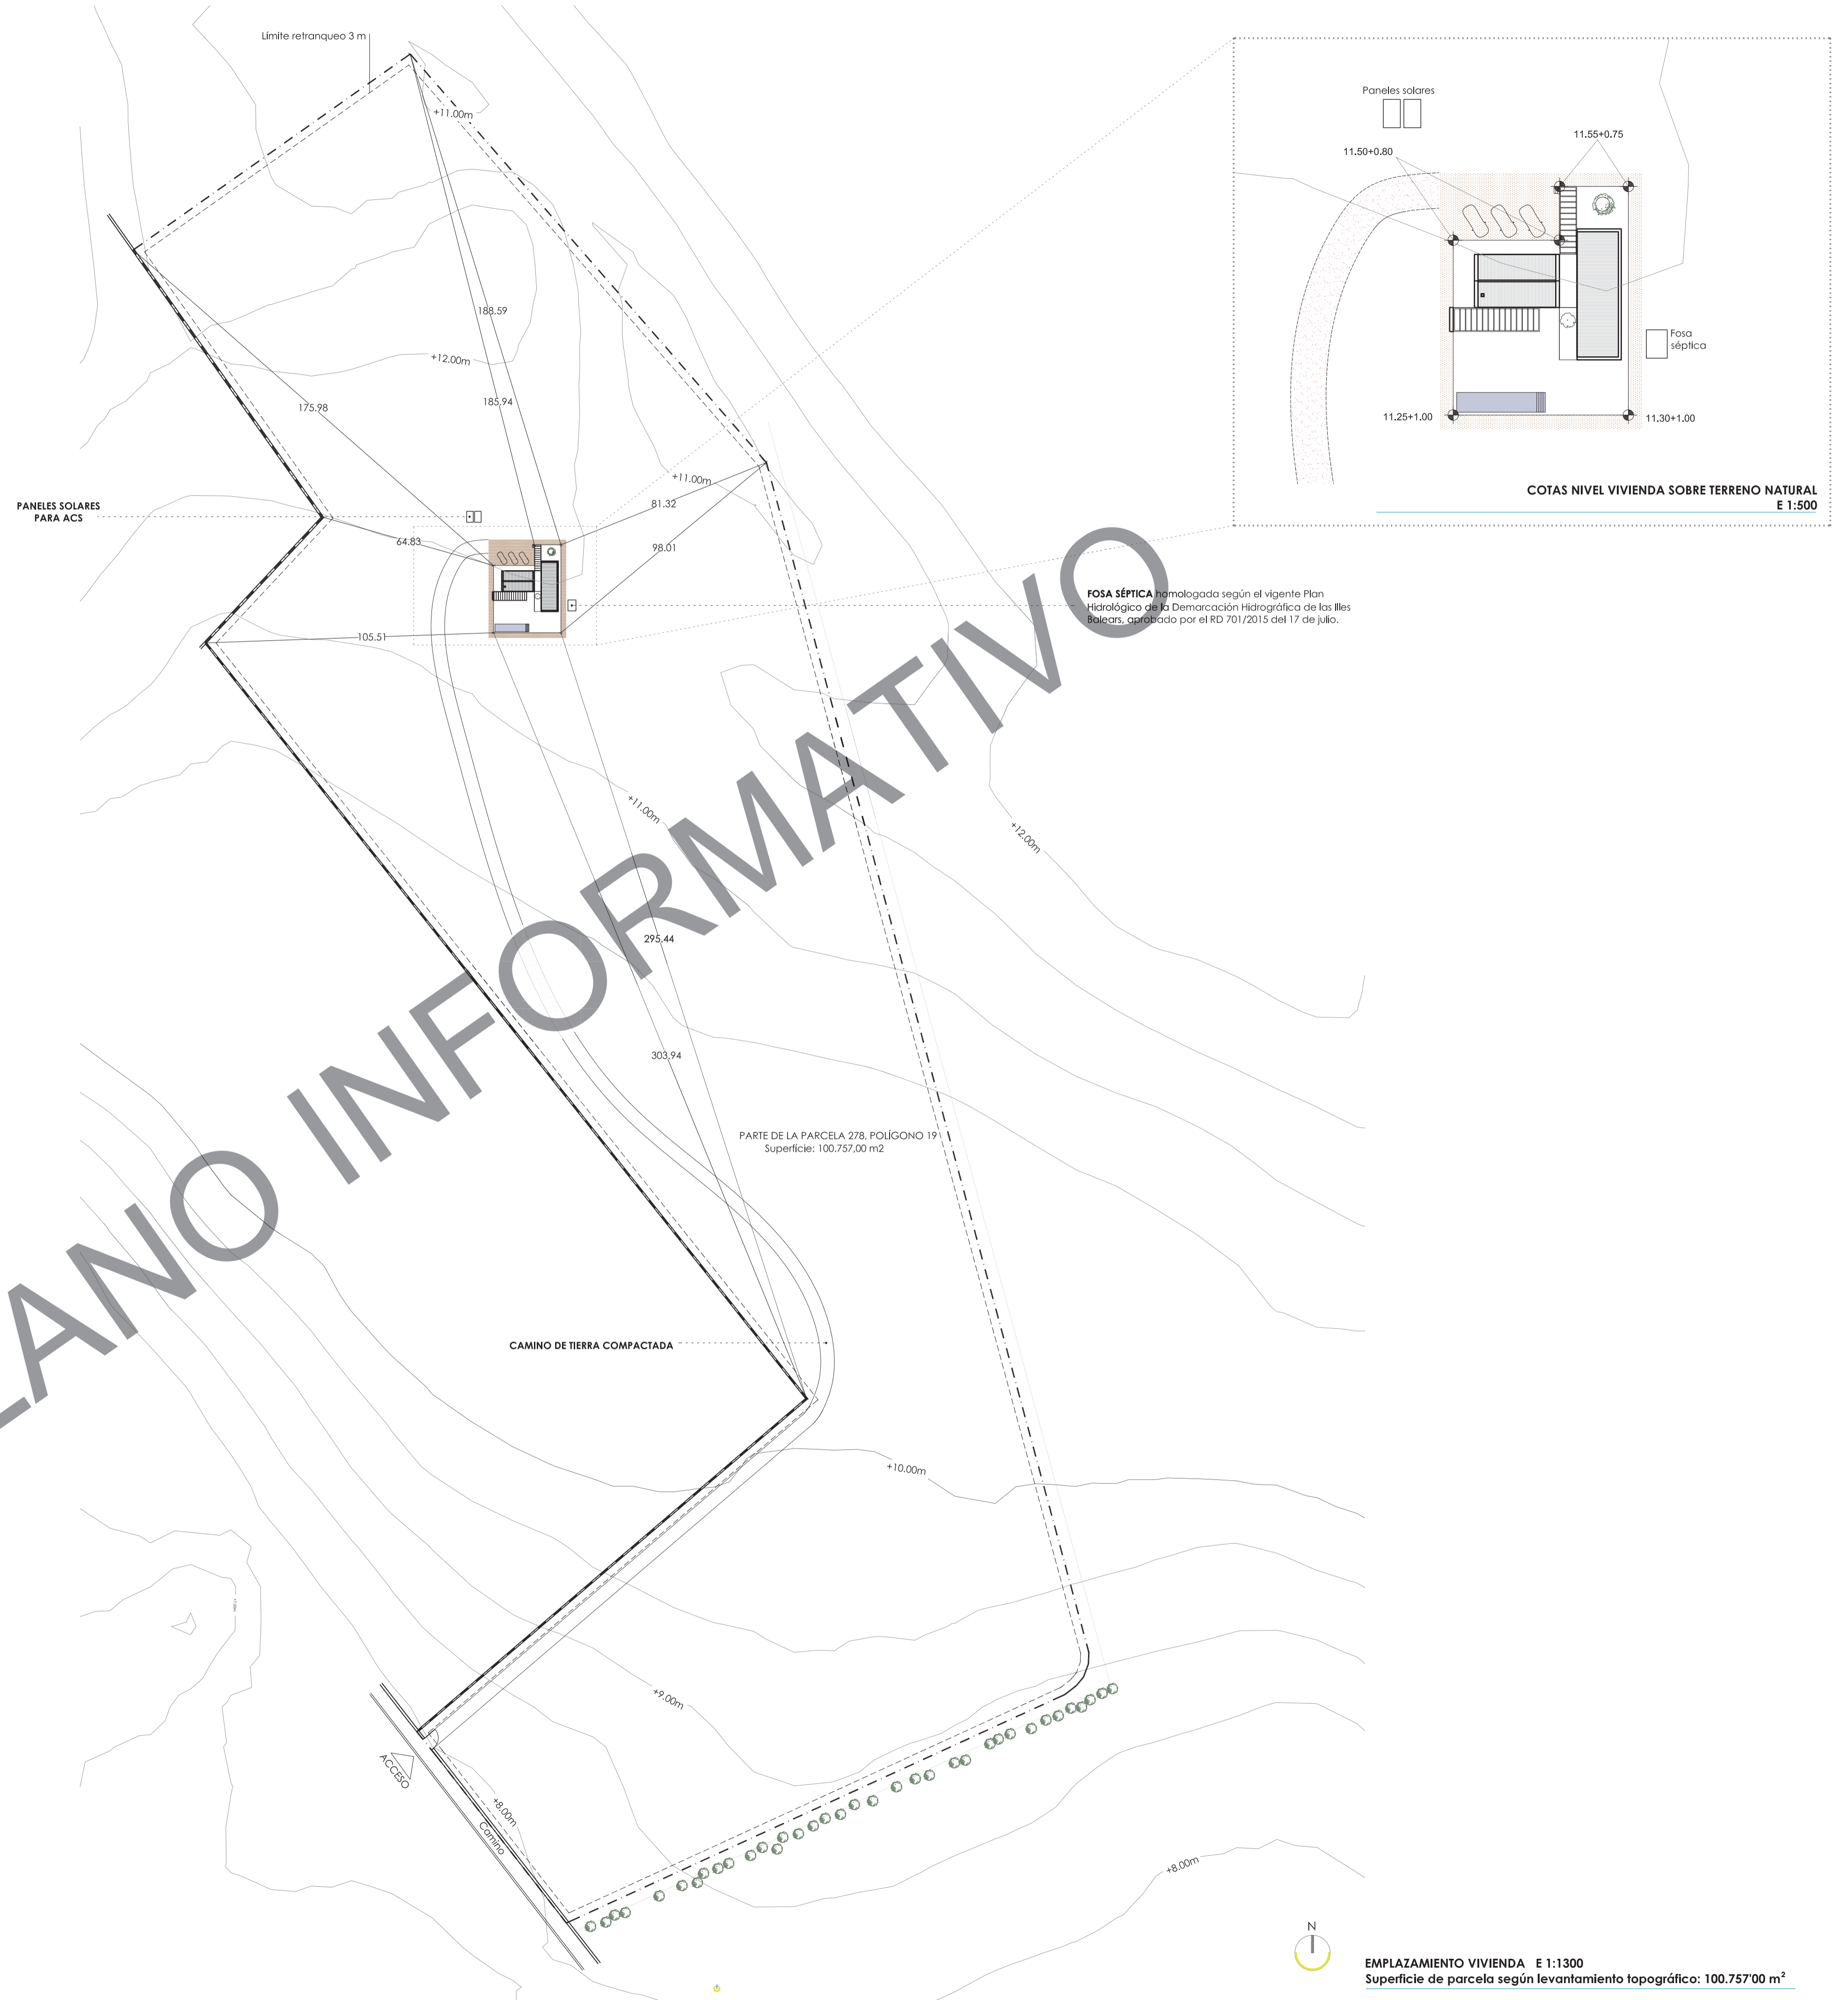 Límite retranqueo 3 m
+11.00m
Paneles solares
11.55+0.75
11.50+0.80
188.59
Fosa
séptica
+12.00m
175.98
185.94
11.25+1.00
11.30+1.00
+11.00m
81.32
COTAS NIVEL VIVIENDA SOBRE TERRENO NATURAL
E 1:500
PANELES SOLARES
PARA ACS
64.83
98.01
FOSA SÉPTICA homologada según el vigente Plan
Hidrológico de la Demarcación Hidrográfica de las Illes
Balears, aprobado por el RD 701/2015 del 17 de julio.
105.51
+11.00m
+12.00m
295.44
303.94
LANO INFORMATIVO
PARTE DE LA PARCELA 278, POLÍGONO 19
Superfície: 100.757,00 m2
CAMINO DE TIERRA COMPACTADA
+10.00m
+9.00m
ACCESO
+8.00m
Camino
+8.00m
N
EMPLAZAMIENTO VIVIENDA E 1:1300
Superficie de parcela según levantamiento topográfico: 100.757'00 m²